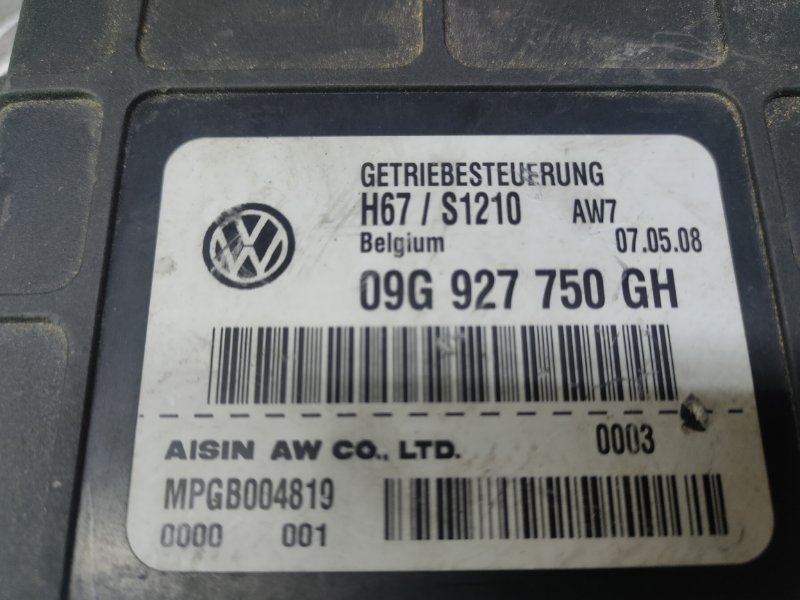 GETRIEBESTEUERUNG
H67 / S1210 AW7
Belgium 07.05.08
09G 927 750 GH
AISIN AW CO., LTD. 0003
MPGB004819
0000 001